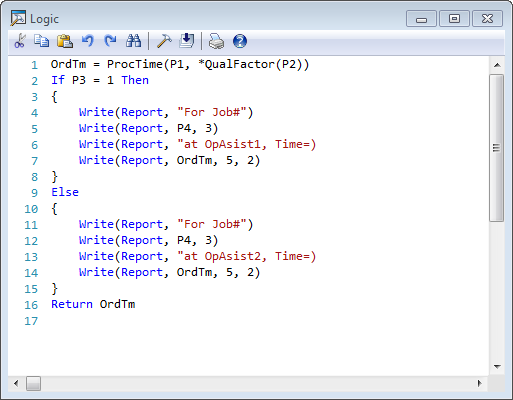 Logic
1 OrdTm = ProcTime(P1, *QualFactor(P2))
2 If P3 = 1 Then
3 {
4     Write(Report, "For Job#")
5     Write(Report, P4, 3)
6     Write(Report, "at OpAsist1, Time=)
7     Write(Report, OrdTm, 5, 2)
8 }
9 Else
10 {
11     Write(Report, "For Job#")
12     Write(Report, P4, 3)
13     Write(Report, "at OpAsist2, Time=)
14     Write(Report, OrdTm, 5, 2)
15 }
16 Return OrdTm
17